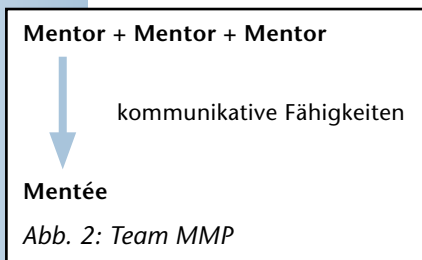 Mentor + Mentor + Mentor
kommunikative Fähigkeiten
Mentée
Abb. 2: Team MMP